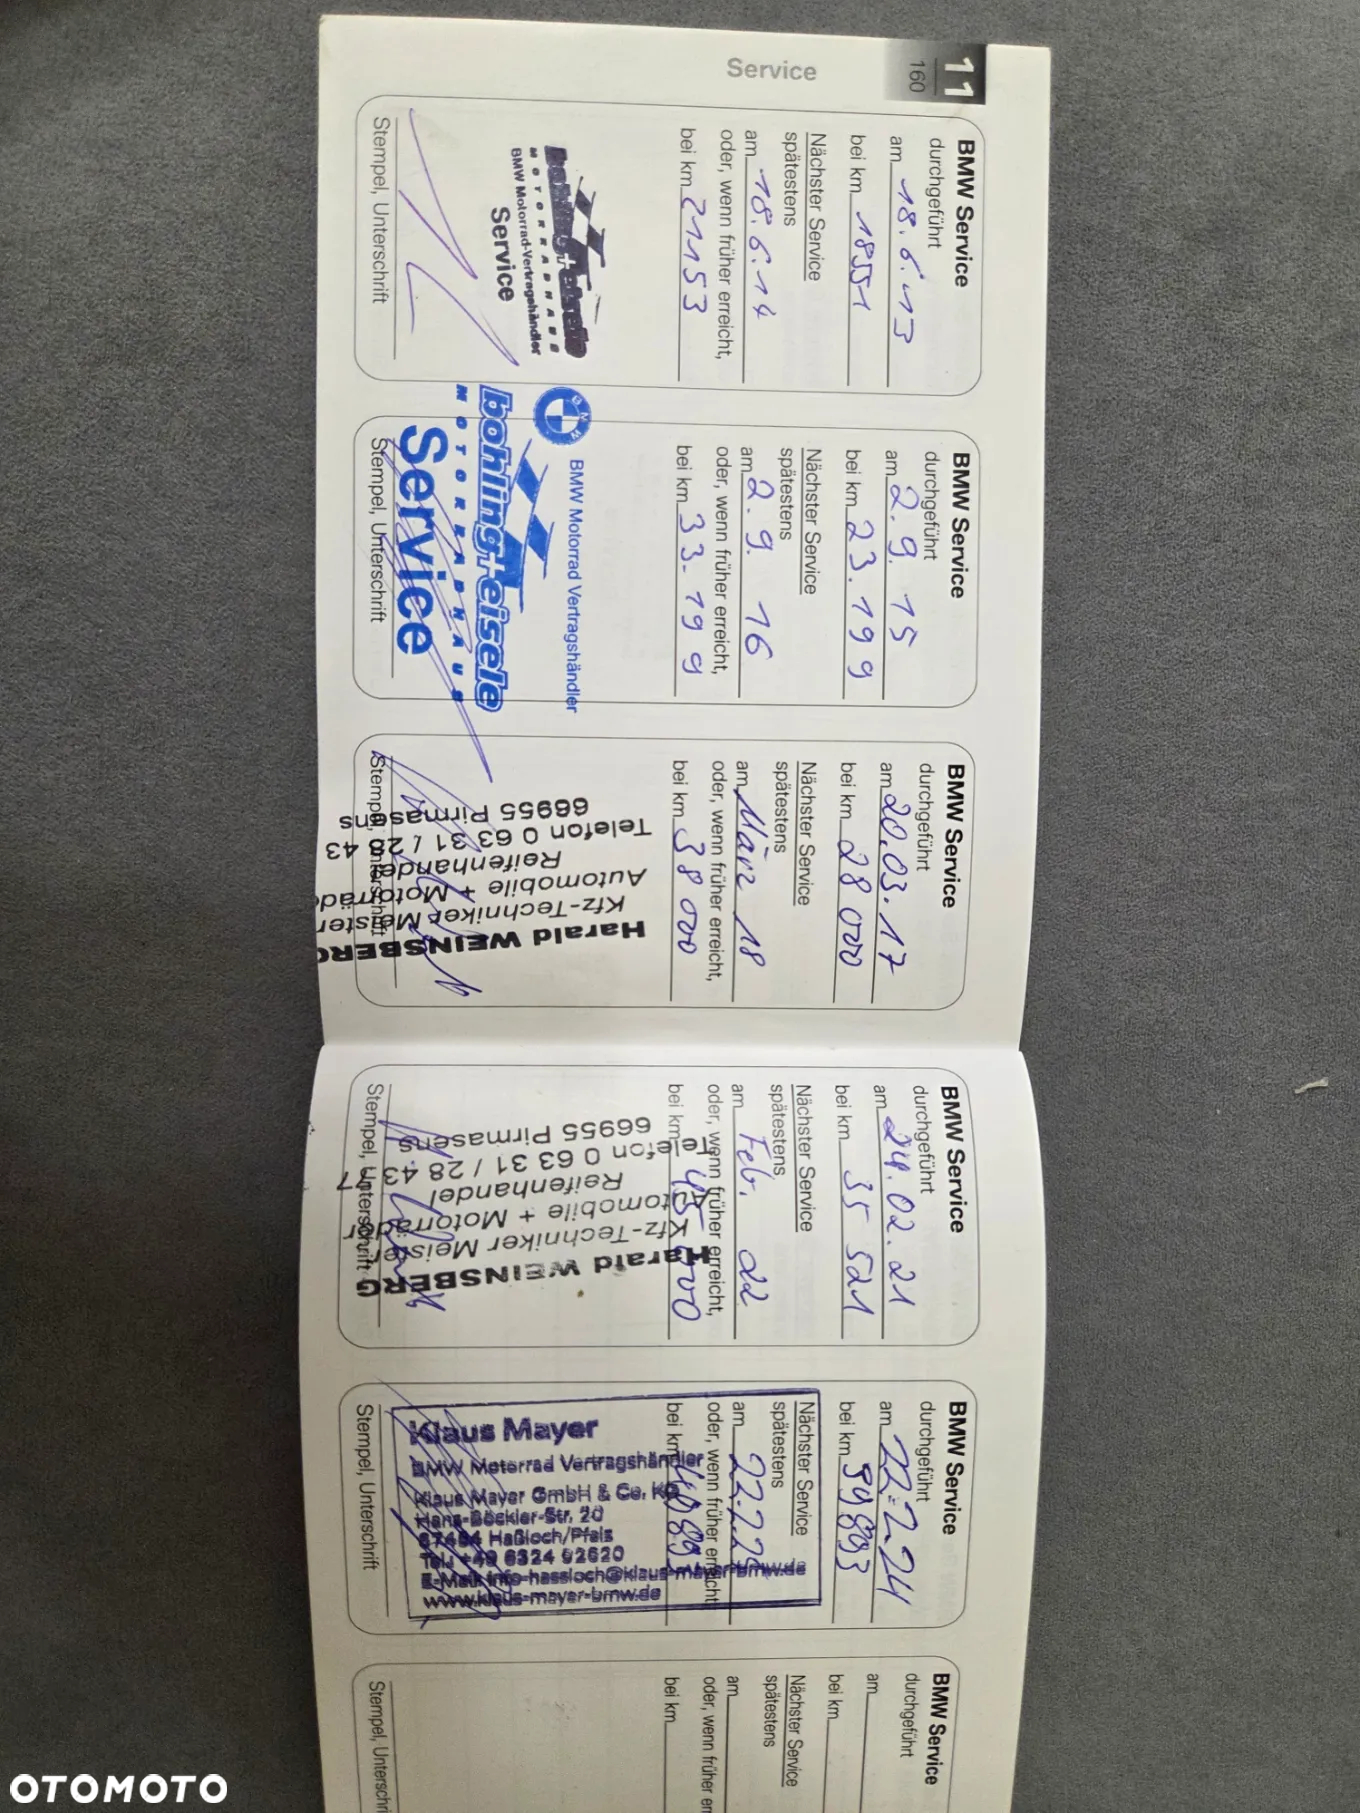 11
160
Service
BMW Service
durchgeführt
am 18.6.13
bei km 18551
Nächster Service
spätestens
am 18.6.14
oder, wenn früher erreicht,
bei km 21153
bohling+eisele
MOTORRADHAUS
BMW Motorrad-Vertragshändler
Service
Stempel, Unterschrift
BMW Service
durchgeführt
am 2.9.15
bei km 23.199
Nächster Service
spätestens
am 2.9.16
oder, wenn früher erreicht,
bei km 33.199
BMW Motorrad Vertragshändler
bohling+eisele
MOTORRADHAUS
Service
Stempel, Unterschrift
BMW Service
durchgeführt
am 20.03.17
bei km 28000
Nächster Service
spätestens
am März 18
oder, wenn früher erreicht,
bei km 38000
Harald WEINSBERG
Kfz-Techniker Meister
Automobile + Motorräde
Reifenhande
Telefon 0 63 31 / 28 43
66955 Pirmasens
Stempel, Unterschrift
BMW Service
durchgeführt
am 24.02.21
bei km 35 521
Nächster Service
spätestens
am Feb. 22
oder, wenn früher erreicht,
bei km 45000
Harald WEINSBERG
Kfz-Techniker Meister
Automobile + Motorräder
Reifenhandel
Telefon 0 63 31 / 28 43 77
66955 Pirmasens
Stempel, Unterschrift
BMW Service
durchgeführt
am 22.2.24
bei km 39893
Nächster Service
spätestens
am 22.2.25
oder, wenn früher erreicht,
bei km
Klaus Mayer
BMW Motorrad Vertragshändler
Klaus Mayer GmbH & Co. KG
Hans-Böckler-Str. 20
67454 Haßloch/Pfalz
Tel.: +49 6324 92620
E-Mail: info-hassloch@klaus-mayer-bmw.de
www.klaus-mayer-bmw.de
Stempel, Unterschrift
BMW Service
durchgeführt
am
bei km
Nächster Service
spätestens
am
oder, wenn früher er
bei km
Stempel, Unterschri
OTOMOTO